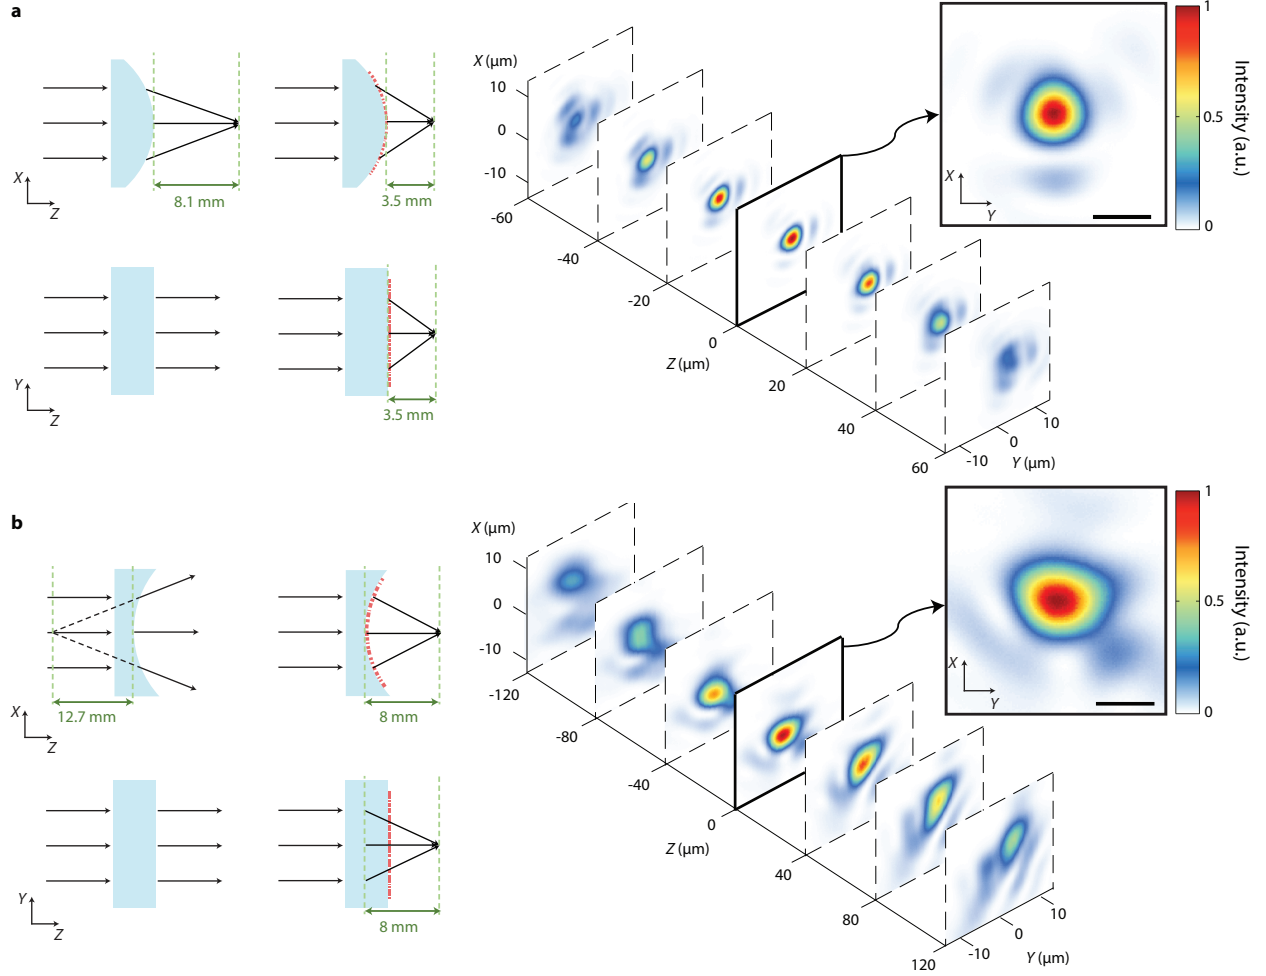 a
X
Z
8.1 mm
3.5 mm
Y
Z
3.5 mm
X (μm)
10
0
-10
-60
-40
-20
0
Z (μm)
20
40
60
-10
0
10
Y (μm)
X
Y
1
0.5
0
Intensity (a.u.)
b
X
Z
12.7 mm
8 mm
Y
Z
8 mm
X (μm)
10
0
-10
-120
-80
-40
0
Z (μm)
40
80
120
-10
0
10
Y (μm)
X
Y
1
0.5
0
Intensity (a.u.)